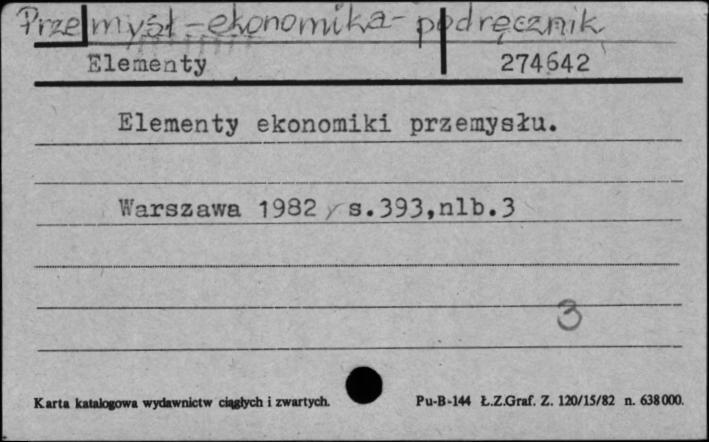 Przemysł - ekonomika - podręcznik
Elementy 274642
Elementy ekonomiki przemysłu.
Warszawa 1982 s.393,nlb.3
3
Karta katalogowa wydawnictw ciągłych i zwartych. Pu-B-144 Ł.Z.Graf. Z. 120/15/82 n. 638000.